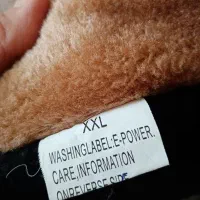 XXL
WASHINGLABEL:E-POWER.
CARE,INFORMATION
ONREVERSE SIDE